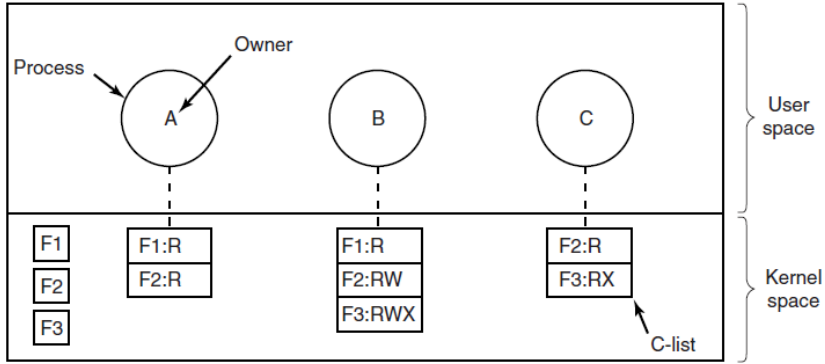 Owner
Process
A
B
C
User
space
F1
F2
F3
F1:R
F2:R
F1:R
F2:RW
F3:RWX
F2:R
F3:RX
C-list
Kernel
space